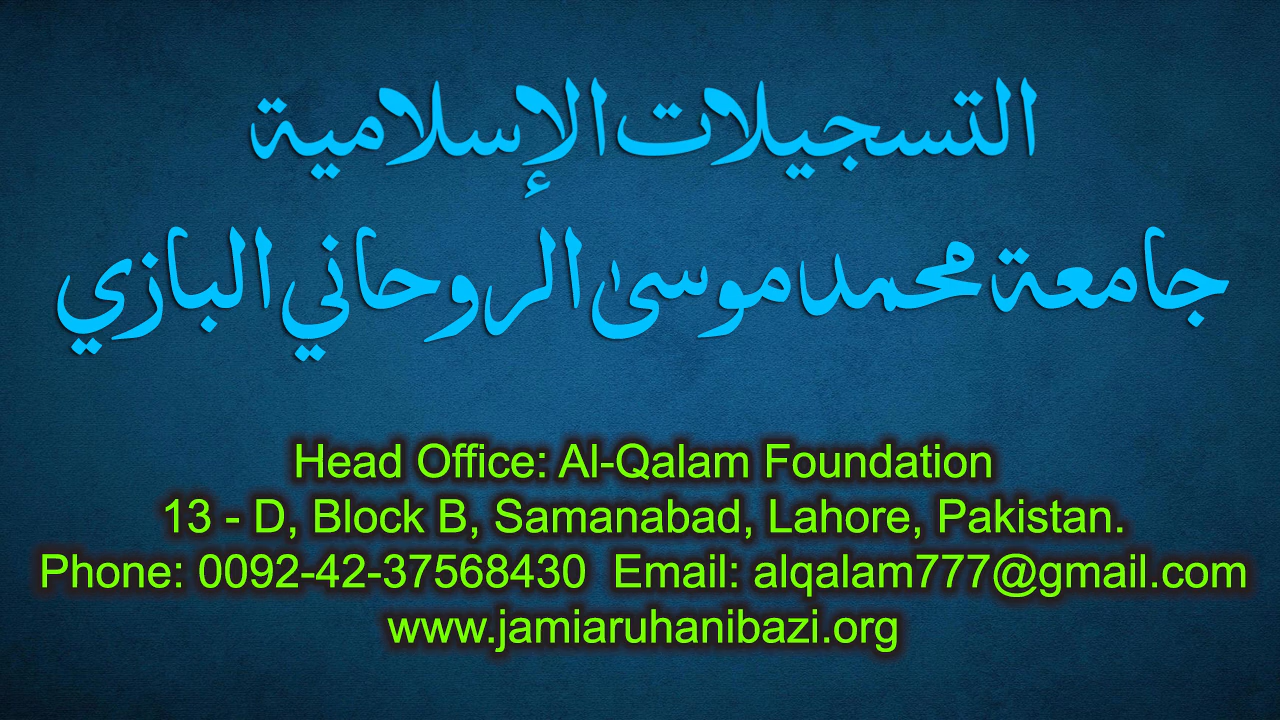 التسجيلات الإسلامية
جامعة محمد موسىٰ الروحاني البازي
Head Office: Al-Qalam Foundation
13 - D, Block B, Samanabad, Lahore, Pakistan.
Phone: 0092-42-37568430  Email: alqalam777@gmail.com
www.jamiaruhanibazi.org